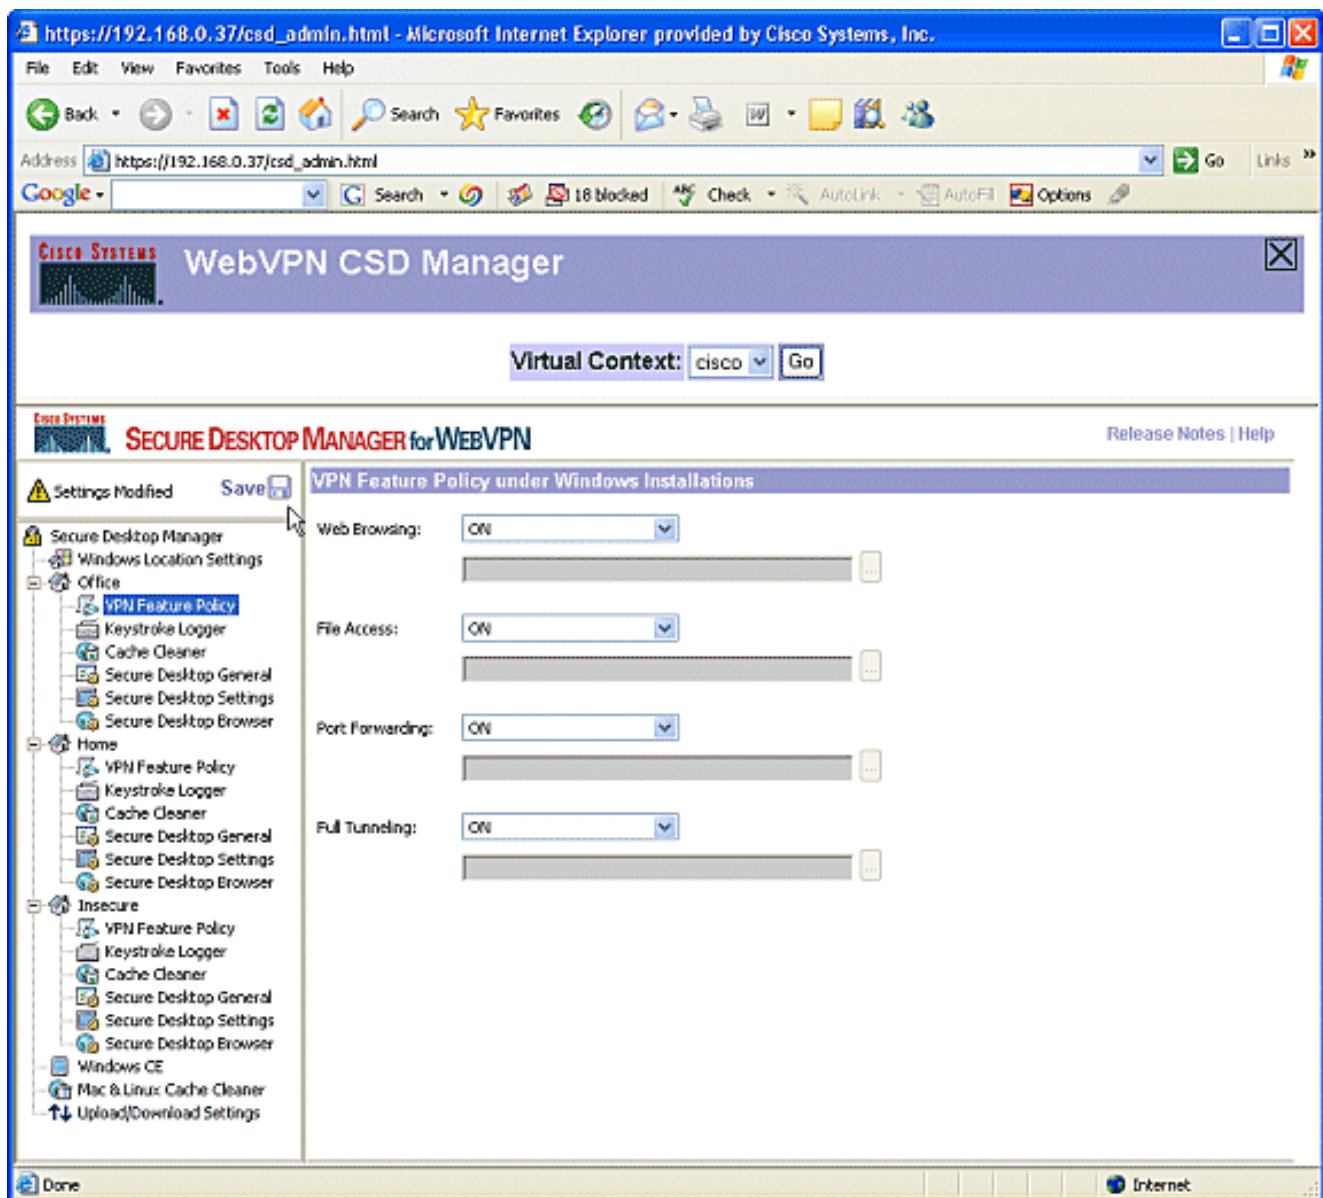 https://192.168.0.37/csd_admin.html - Microsoft Internet Explorer provided by Cisco Systems, Inc.
File Edit View Favorites Tools Help
Back Search Favorites
Address https://192.168.0.37/csd_admin.html Go Links »
Google Search 18 blocked ABC Check AutoLink AutoFill Options
CISCO SYSTEMS
WebVPN CSD Manager
Virtual Context: cisco Go
CISCO SYSTEMS
SECURE DESKTOP MANAGER for WEBVPN
Release Notes | Help
Settings Modified Save
Secure Desktop Manager
Windows Location Settings
Office
VPN Feature Policy
Keystroke Logger
Cache Cleaner
Secure Desktop General
Secure Desktop Settings
Secure Desktop Browser
Home
VPN Feature Policy
Keystroke Logger
Cache Cleaner
Secure Desktop General
Secure Desktop Settings
Secure Desktop Browser
Insecure
VPN Feature Policy
Keystroke Logger
Cache Cleaner
Secure Desktop General
Secure Desktop Settings
Secure Desktop Browser
Windows CE
Mac & Linux Cache Cleaner
Upload/Download Settings
VPN Feature Policy under Windows Installations
Web Browsing: ON
...
File Access: ON
...
Port Forwarding: ON
...
Full Tunneling: ON
...
Done Internet